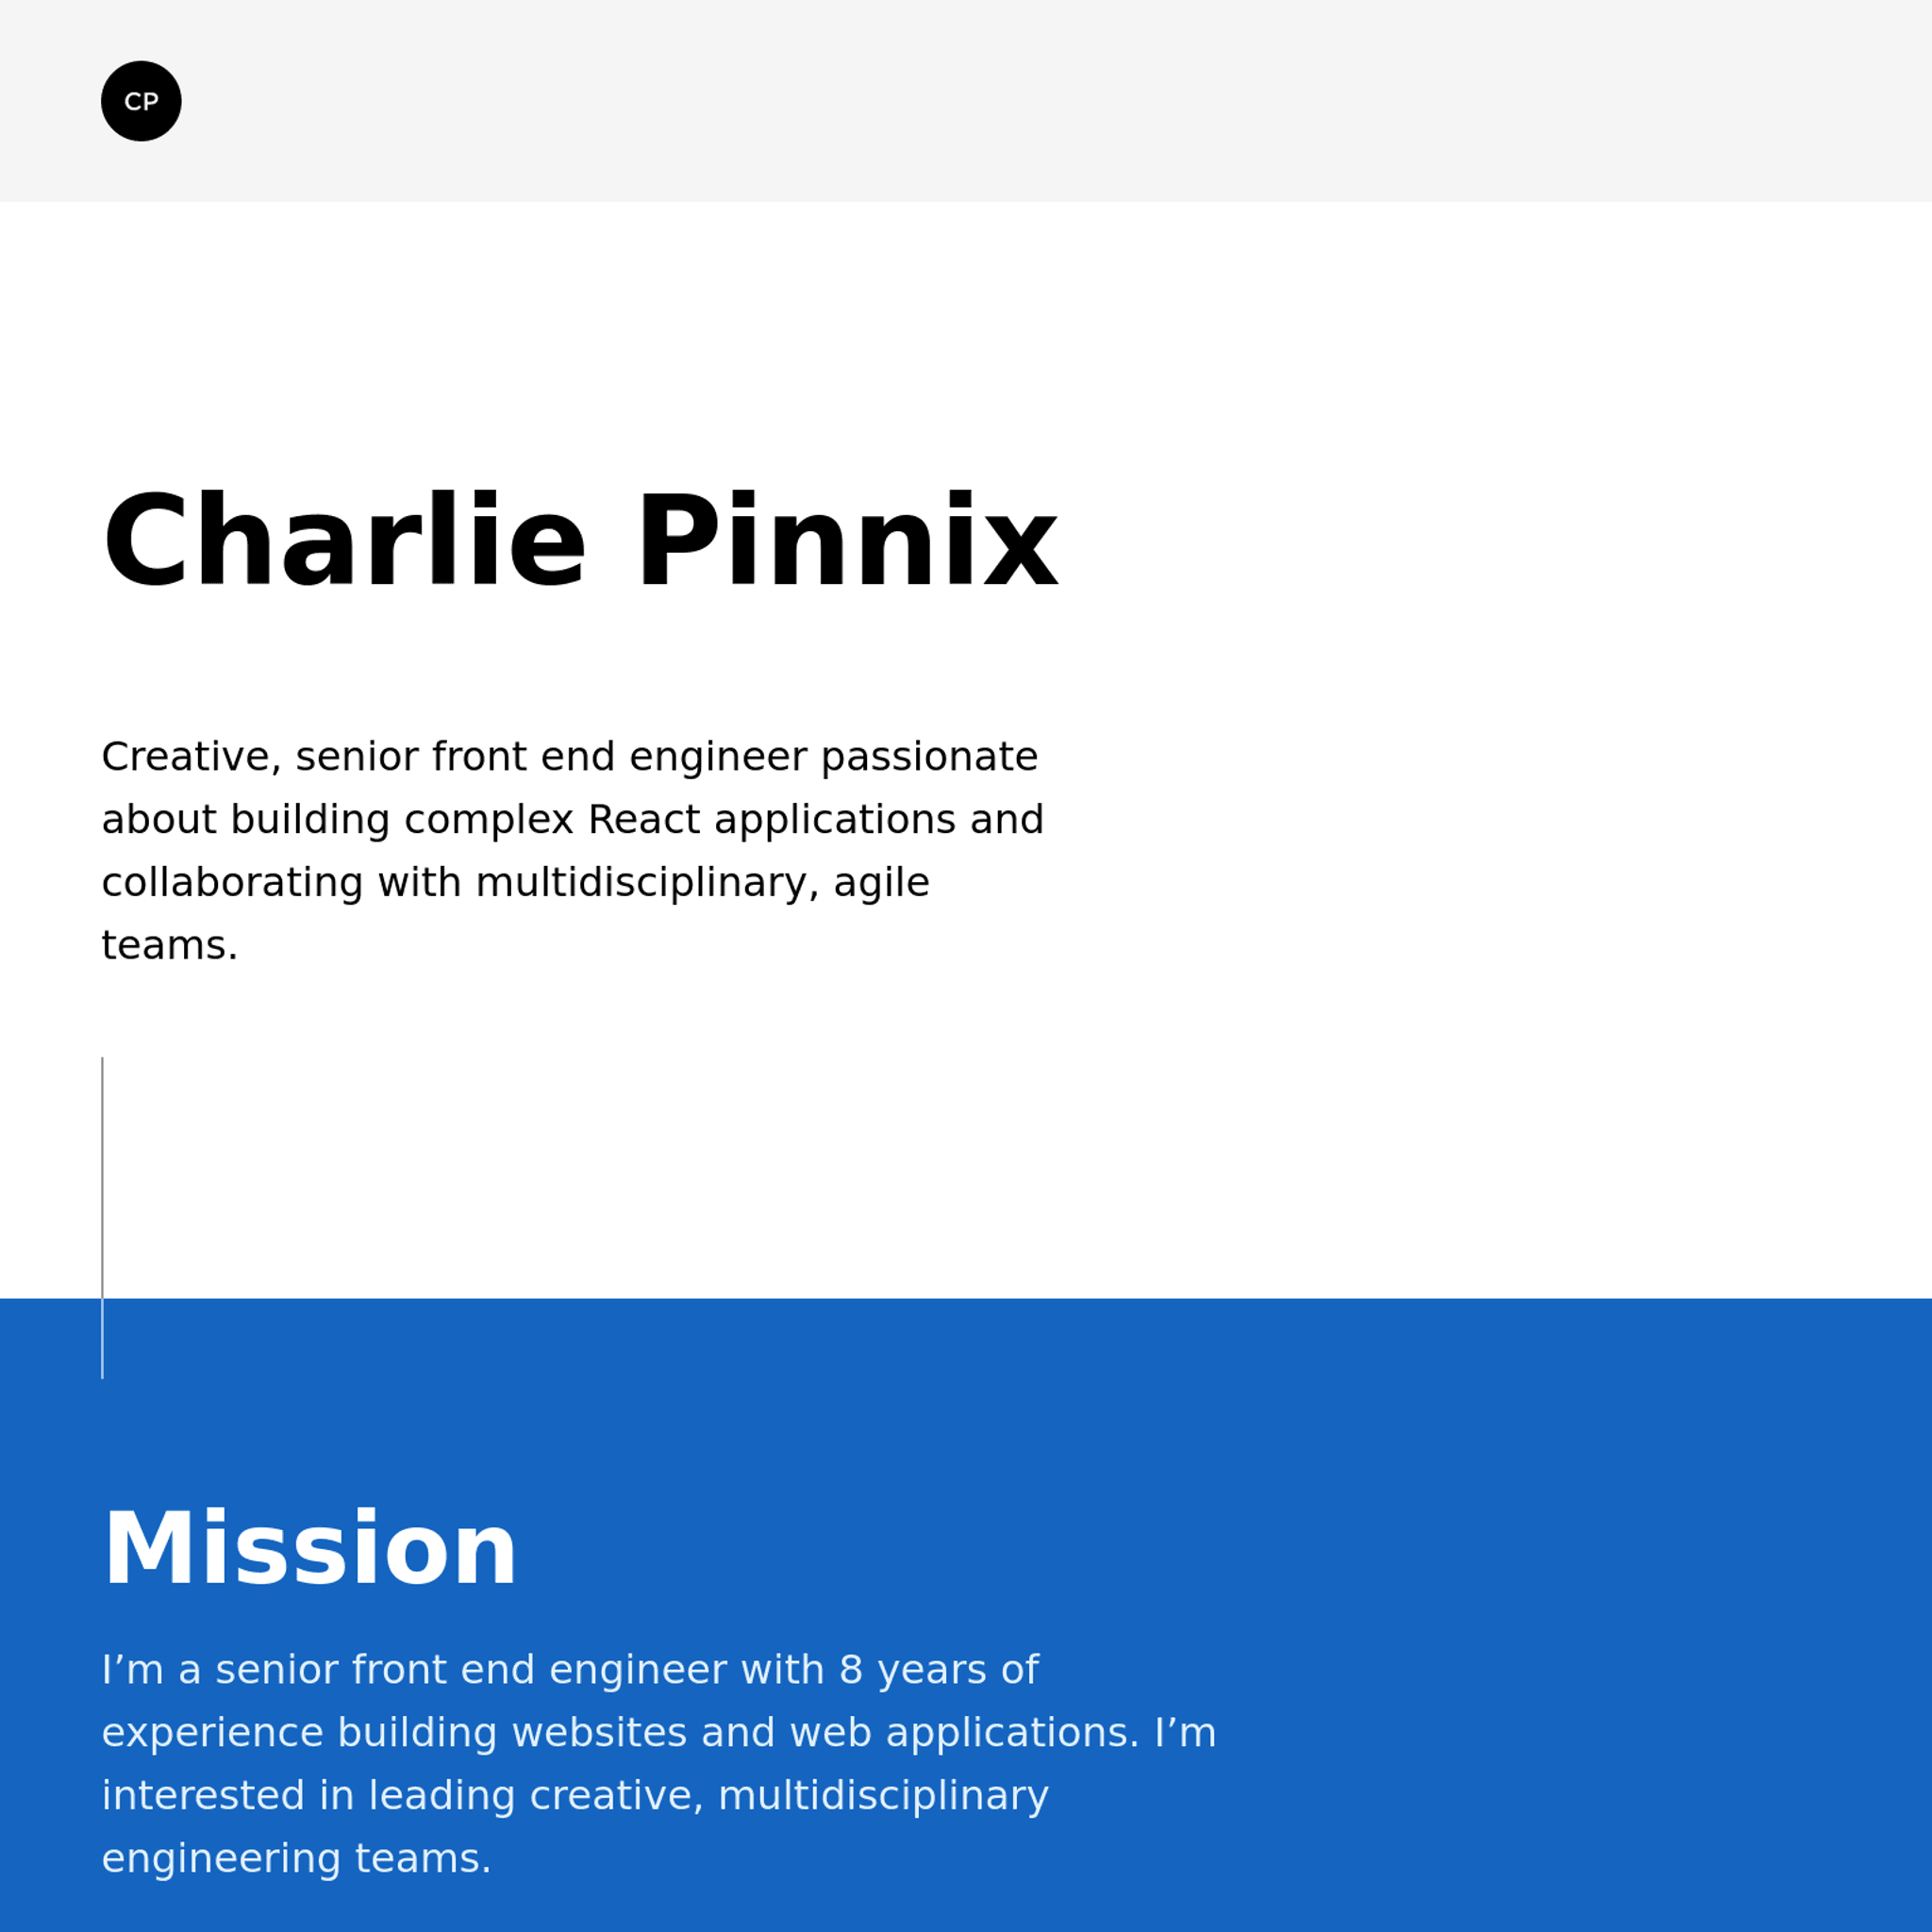 CP
Charlie Pinnix
Creative, senior front end engineer passionate
about building complex React applications and
collaborating with multidisciplinary, agile
teams.
Mission
I’m a senior front end engineer with 8 years of
experience building websites and web applications. I’m
interested in leading creative, multidisciplinary
engineering teams.